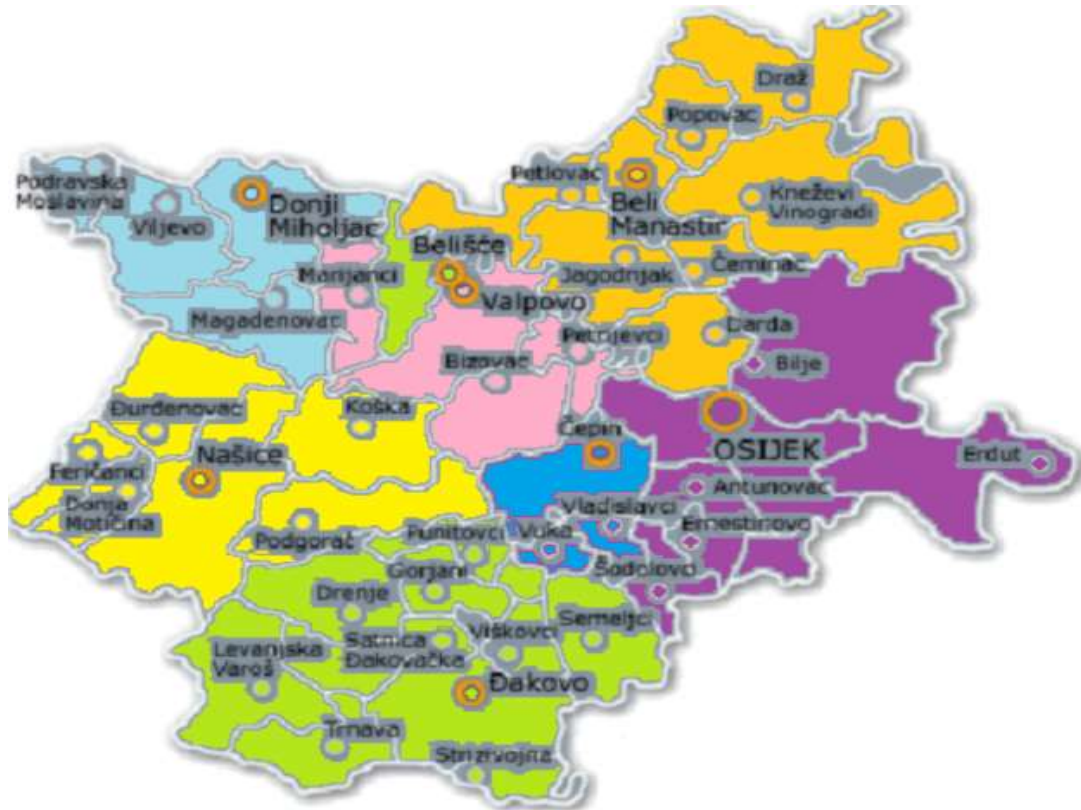 Draž
Popovac
Petlovac
Podravska
Moslavina
Viljevo
Donji
Miholjac
Beli
Manastir
Kneževi
Vinogradi
Belišće
Marijanci
Jagodnjak
Čeminac
Magadenovac
Valpovo
Petrijevci
Darda
Bizovac
Bilje
Đurđenovac
Koška
Čepin
OSIJEK
Našice
Feričanci
Erdut
Donja
Motičina
Antunovac
Vladislavci
Ernestinovo
Podgorač
Punitovci
Vuka
Gorjani
Šodolovci
Drenje
Semeljci
Viškovci
Satnica
Đakovačka
Levanjska
Varoš
Đakovo
Trnava
Strizivojna